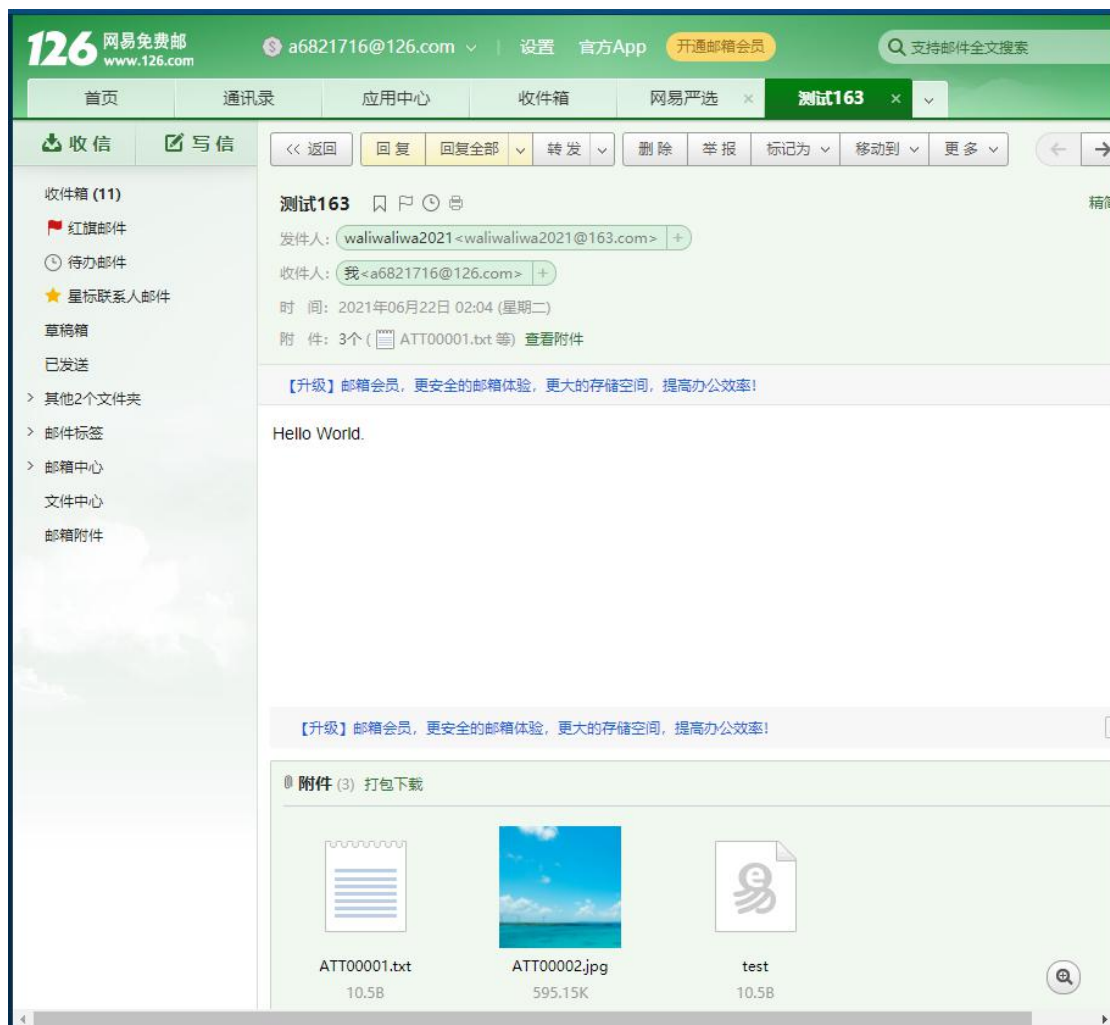 126 网易免费邮
www.126.com
a6821716@126.com
设置 官方App 开通邮箱会员
支持邮件全文搜索
首页 通讯录 应用中心 收件箱 网易严选 × 测试163 ×
收信 写信
<< 返回 回复 回复全部 转发 删除 举报 标记为 移动到 更多
收件箱 (11)
红旗邮件
待办邮件
星标联系人邮件
草稿箱
已发送
其他2个文件夹
邮件标签
邮箱中心
文件中心
邮箱附件
测试163
精简
发件人: waliwaliwa2021<waliwaliwa2021@163.com> +
收件人: 我<a6821716@126.com> +
时 间: 2021年06月22日 02:04 (星期二)
附 件: 3个 ( ATT00001.txt 等) 查看附件
【升级】邮箱会员，更安全的邮箱体验，更大的存储空间，提高办公效率!
Hello World.
【升级】邮箱会员，更安全的邮箱体验，更大的存储空间，提高办公效率!
附件 (3) 打包下载
易
ATT00001.txt ATT00002.jpg test
10.5B 595.15K 10.5B